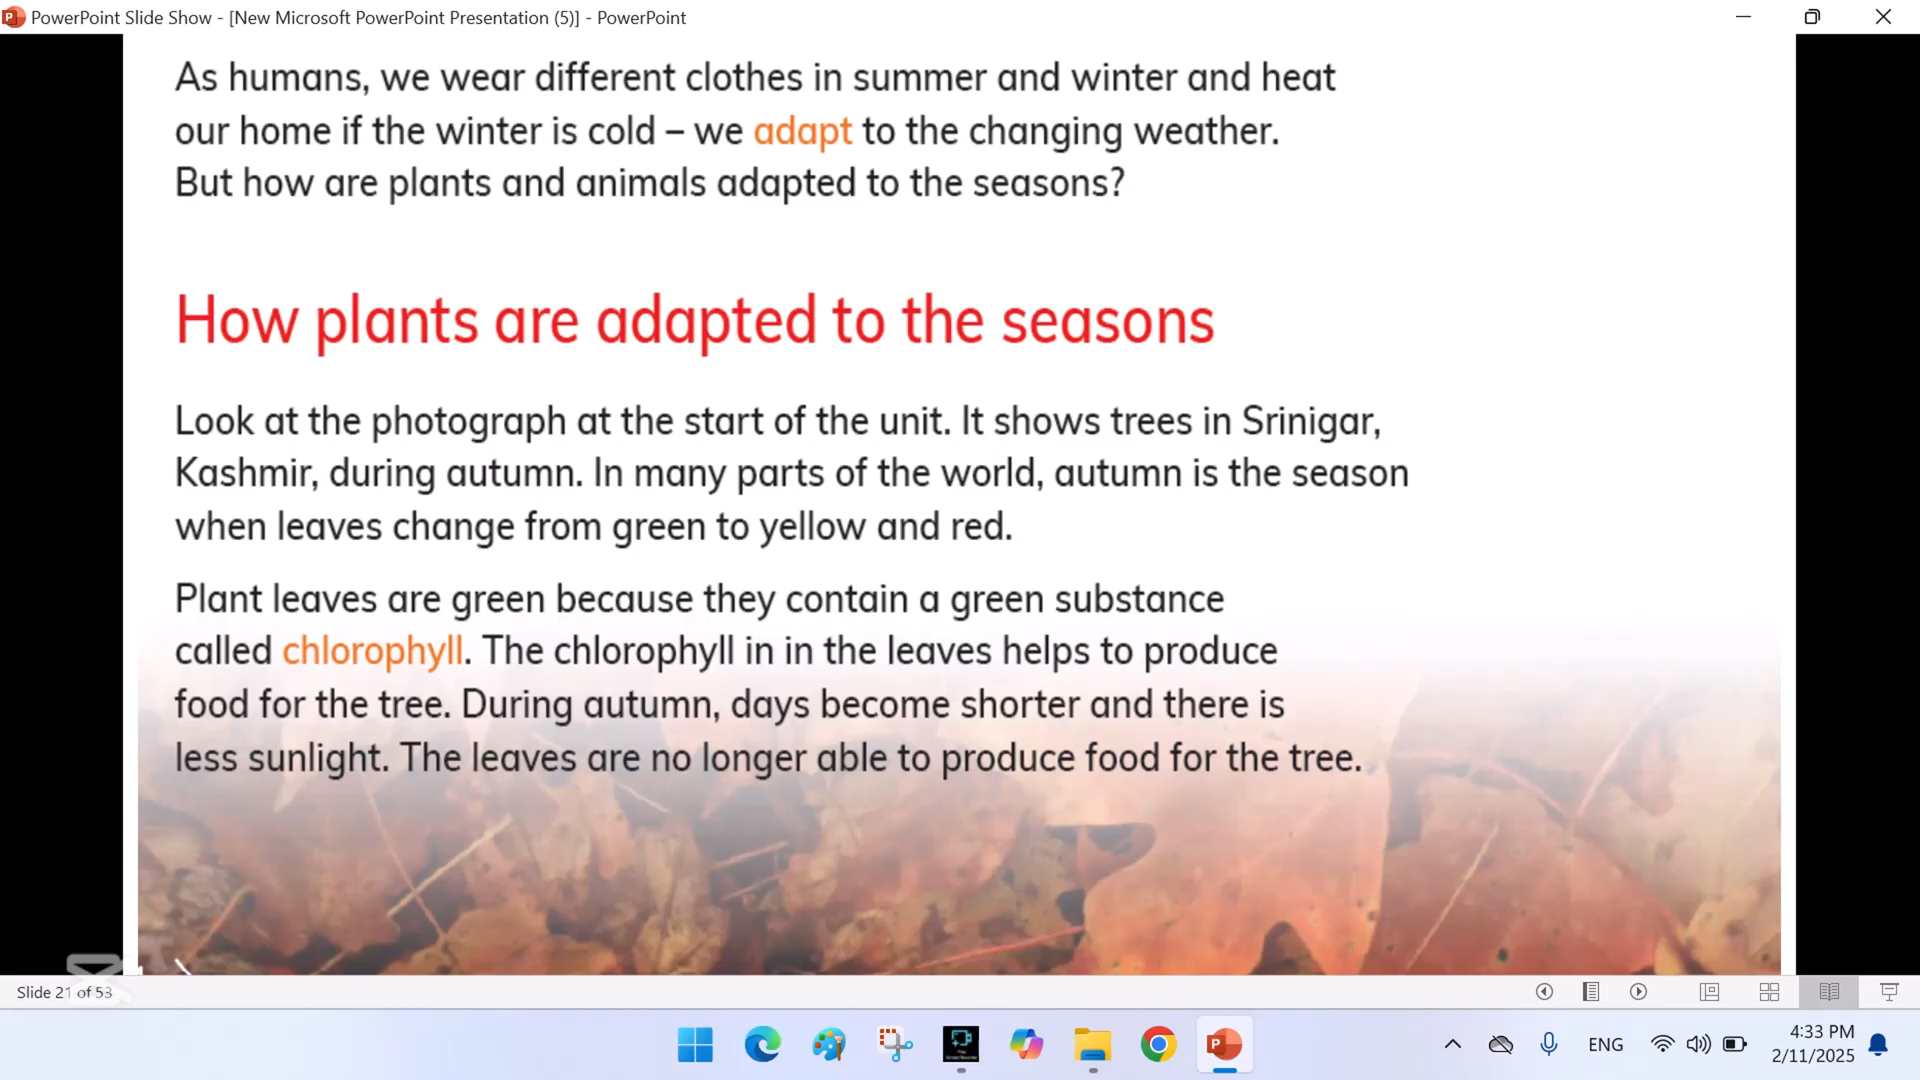 PowerPoint Slide Show - [New Microsoft PowerPoint Presentation (5)] - PowerPoint
As humans, we wear different clothes in summer and winter and heat
our home if the winter is cold – we adapt to the changing weather.
But how are plants and animals adapted to the seasons?
How plants are adapted to the seasons
Look at the photograph at the start of the unit. It shows trees in Srinigar,
Kashmir, during autumn. In many parts of the world, autumn is the season
when leaves change from green to yellow and red.
Plant leaves are green because they contain a green substance
called chlorophyll. The chlorophyll in in the leaves helps to produce
food for the tree. During autumn, days become shorter and there is
less sunlight. The leaves are no longer able to produce food for the tree.
Slide 21 of 53
ENG
4:33 PM
2/11/2025